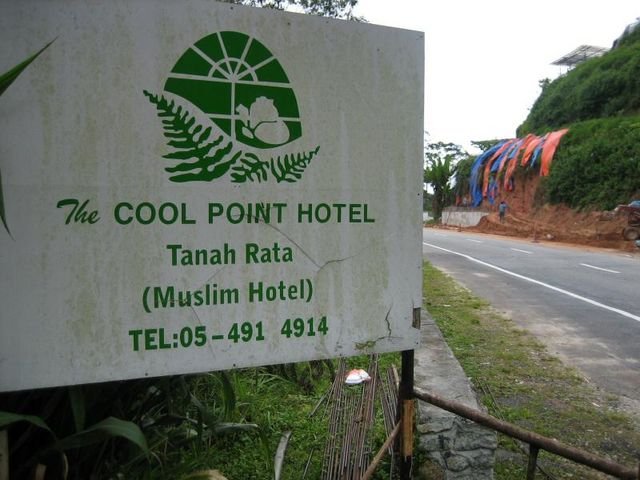 The COOL POINT HOTEL
Tanah Rata
(Muslim Hotel)
TEL:05-491 4914